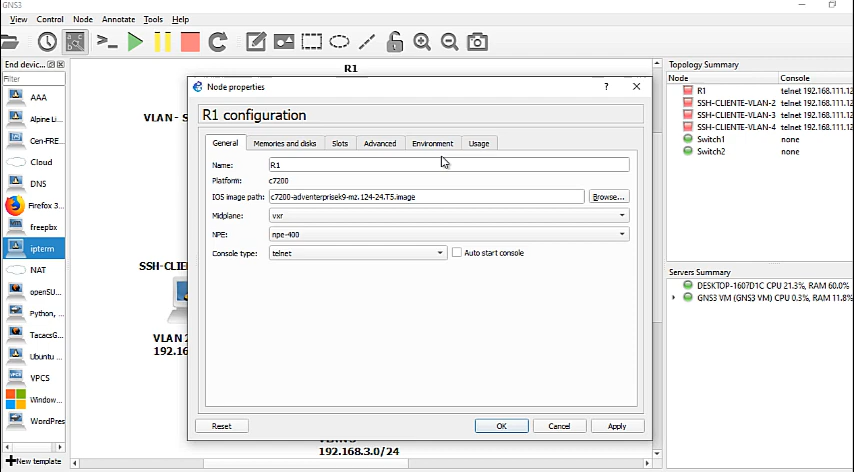 GNS3
View Control Node Annotate Tools Help
End devic...
Filter
AAA
Alpine Li...
Cen-FRE...
Cloud
DNS
Firefox 3...
freepbx
ipterm
NAT
openSU...
Python, ...
TacacsG...
Ubuntu ...
VPCS
Window...
WordPres
New template
R1
VLAN- S
SSH-CLIE
VLAN 2
192.16
192.168.3.0/24
Node properties
?
R1 configuration
General Memories and disks Slots Advanced Environment Usage
Name: R1
Platform: c7200
IOS image path: c7200-adventerprisek9-mz.124-24.T5.image Browse...
Midplane: vxr
NPE: npe-400
Console type: telnet Auto start console
Reset OK Cancel Apply
Topology Summary
Node Console
R1 telnet 192.168.111.12
SSH-CLIENTE-VLAN-2 telnet 192.168.111.12
SSH-CLIENTE-VLAN-3 telnet 192.168.111.12
SSH-CLIENTE-VLAN-4 telnet 192.168.111.12
Switch1 none
Switch2 none
Servers Summary
DESKTOP-1607D1C CPU 21.3%, RAM 60.0%
GNS3 VM (GNS3 VM) CPU 0.3%, RAM 11.8%